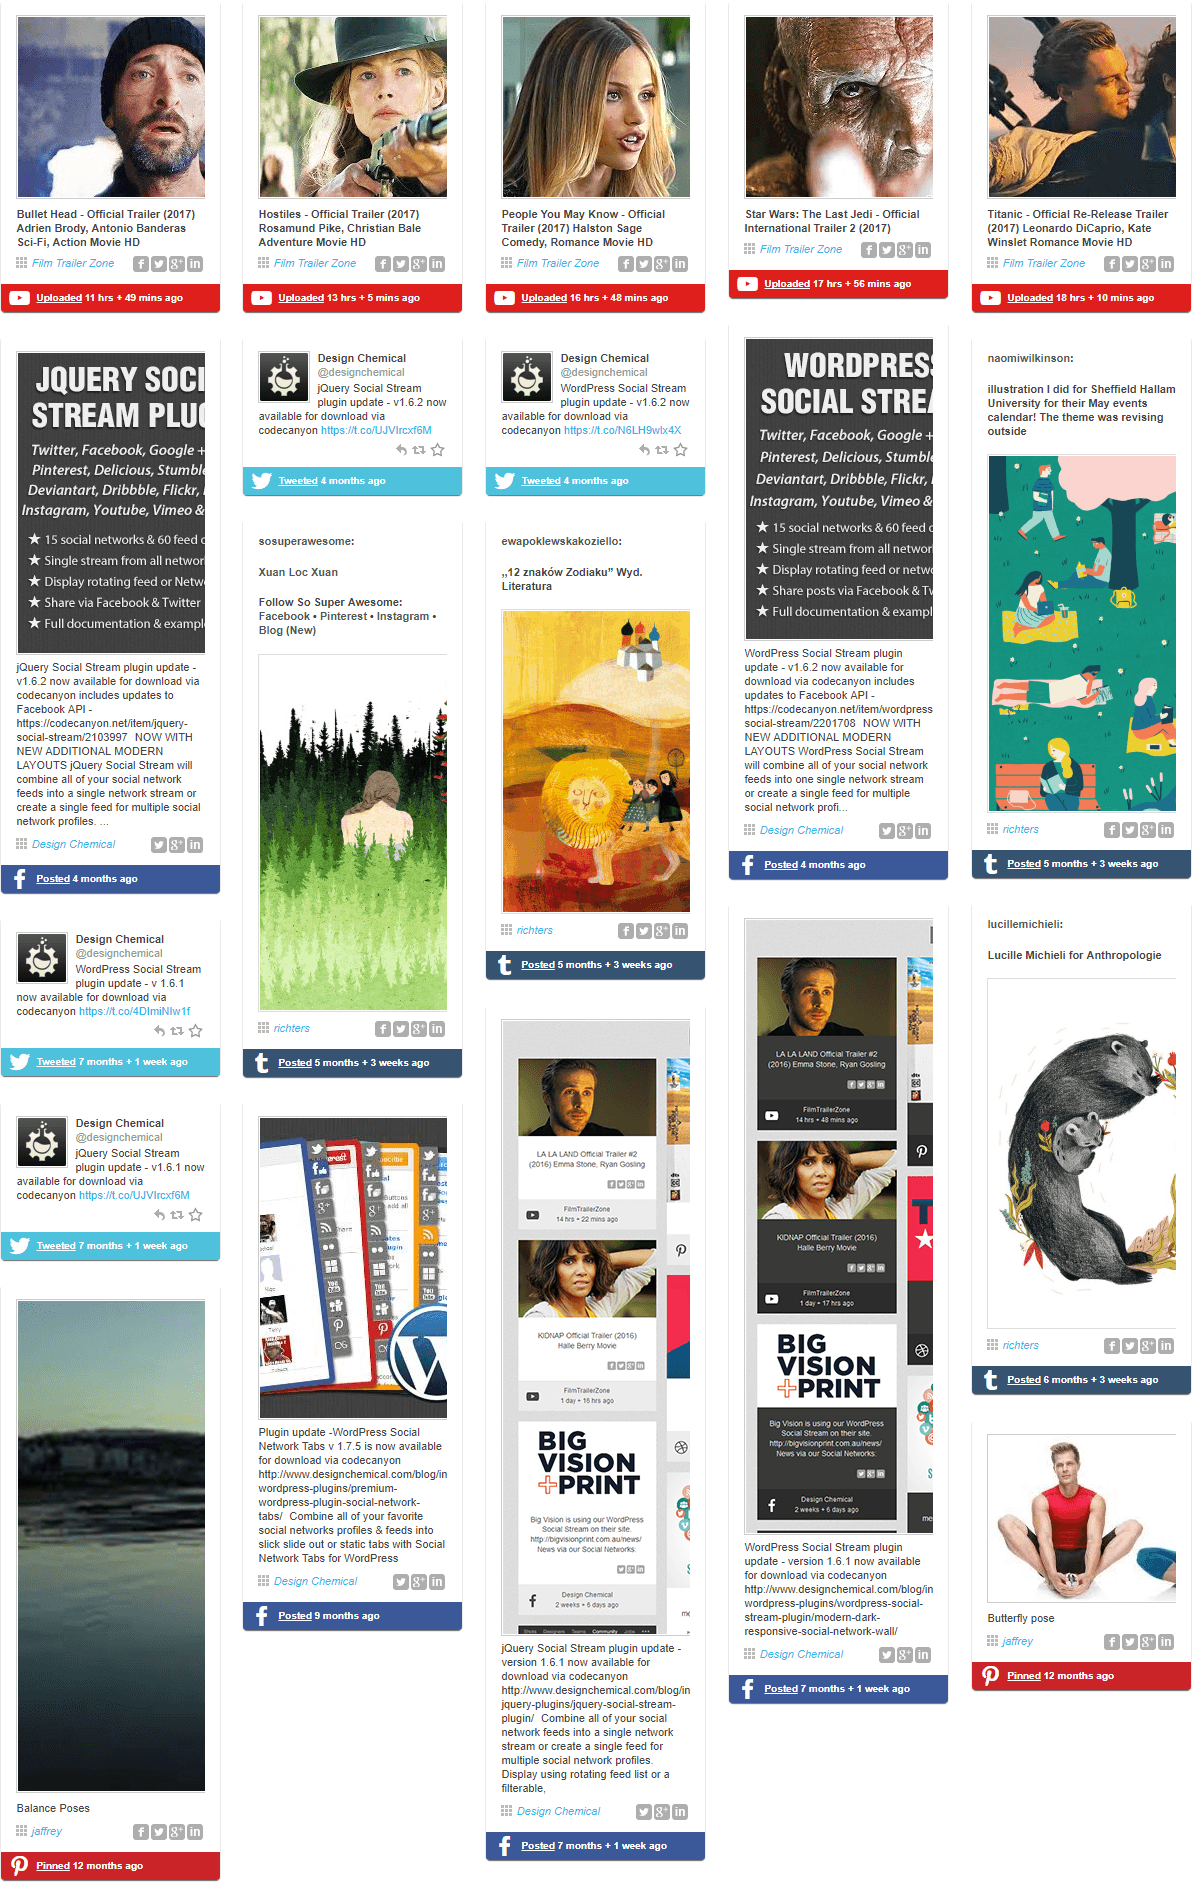 Bullet Head - Official Trailer (2017)
Adrien Brody, Antonio Banderas
Sci-Fi, Action Movie HD
Film Trailer Zone
Uploaded 11 hrs + 49 mins ago
JQUERY SOCI
STREAM PLUG
Twitter, Facebook, Google +
Pinterest, Delicious, Stumble
Deviantart, Dribbble, Flickr,
Instagram, Youtube, Vimeo &
★ 15 social networks & 60 feed o
★ Single stream from all networ
★ Display rotating feed or Netw
★ Share via Facebook & Twitter
★ Full documentation & exampl
jQuery Social Stream plugin update -
v1.6.2 now available for download via
codecanyon includes updates to
Facebook API -
https://codecanyon.net/item/jquery-
social-stream/2103997 NOW WITH
NEW ADDITIONAL MODERN
LAYOUTS jQuery Social Stream will
combine all of your social network
feeds into a single network stream or
create a single feed for multiple social
network profiles. ...
Design Chemical
Posted 4 months ago
Design Chemical
@designchemical
WordPress Social Stream
plugin update - v 1.6.1
now available for download via
codecanyon https://t.co/4DImiNIw1f
Tweeted 7 months + 1 week ago
Design Chemical
@designchemical
jQuery Social Stream
plugin update - v1.6.1 now
available for download via
codecanyon https://t.co/UJVIrcxf6M
Tweeted 7 months + 1 week ago
Balance Poses
jaffrey
Pinned 12 months ago
Hostiles - Official Trailer (2017)
Rosamund Pike, Christian Bale
Adventure Movie HD
Film Trailer Zone
Uploaded 13 hrs + 5 mins ago
Design Chemical
@designchemical
jQuery Social Stream
plugin update - v1.6.2 now
available for download via
codecanyon https://t.co/UJVIrcxf6M
Tweeted 4 months ago
sosuperawesome:
Xuan Loc Xuan
Follow So Super Awesome:
Facebook • Pinterest • Instagram •
Blog (New)
richters
Posted 5 months + 3 weeks ago
Plugin update -WordPress Social
Network Tabs v 1.7.5 is now available
for download via codecanyon
http://www.designchemical.com/blog/in
wordpress-plugins/premium-
wordpress-plugin-social-network-
tabs/ Combine all of your favorite
social networks profiles & feeds into
slick slide out or static tabs with Social
Network Tabs for WordPress
Design Chemical
Posted 9 months ago
People You May Know - Official
Trailer (2017) Halston Sage
Comedy, Romance Movie HD
Film Trailer Zone
Uploaded 16 hrs + 48 mins ago
Design Chemical
@designchemical
WordPress Social Stream
plugin update - v1.6.2 now
available for download via
codecanyon https://t.co/N6LH9wlx4X
Tweeted 4 months ago
ewapoklewskakoziello:
„12 znaków Zodiaku” Wyd.
Literatura
richters
Posted 5 months + 3 weeks ago
LA LA LAND Official Trailer #2
(2016) Emma Stone, Ryan Gosling
FilmTrailerZone
14 hrs + 22 mins ago
KIDNAP Official Trailer (2016)
Halle Berry Movie
FilmTrailerZone
1 day + 16 hrs ago
BIG
VISION
+PRINT
Big Vision is using our WordPress
Social Stream on their site.
http://bigvisionprint.com.au/news/
News via our Social Networks:
Design Chemical
2 weeks + 6 days ago
jQuery Social Stream plugin update -
version 1.6.1 now available for
download via codecanyon
http://www.designchemical.com/blog/in
jquery-plugins/jquery-social-stream-
plugin/ Combine all of your social
network feeds into a single network
stream or create a single feed for
multiple social network profiles.
Display using rotating feed list or a
filterable,
Design Chemical
Posted 7 months + 1 week ago
Star Wars: The Last Jedi - Official
International Trailer 2 (2017)
Film Trailer Zone
Uploaded 17 hrs + 56 mins ago
WORDPRESS
SOCIAL STREA
Twitter, Facebook, Google +
Pinterest, Delicious, Stumble
Deviantart, Dribbble, Flickr,
Instagram, Youtube, Vimeo &
★ 15 social networks & 60 feed o
★ Single stream from all networ
★ Display rotating feed or netwo
★ Share posts via Facebook & Tw
★ Full documentation & exampl
WordPress Social Stream plugin
update - v1.6.2 now available for
download via codecanyon includes
updates to Facebook API -
https://codecanyon.net/item/wordpress
social-stream/2201708 NOW WITH
NEW ADDITIONAL MODERN
LAYOUTS WordPress Social Stream
will combine all of your social network
feeds into one single network stream
or create a single feed for multiple
social network profi...
Design Chemical
Posted 4 months ago
LA LA LAND Official Trailer #2
(2016) Emma Stone, Ryan Gosling
FilmTrailerZone
14 hrs + 48 mins ago
KIDNAP Official Trailer (2016)
Halle Berry Movie
FilmTrailerZone
1 day + 17 hrs ago
BIG
VISION
+PRINT
Big Vision is using our WordPress
Social Stream on their site.
http://bigvisionprint.com.au/news/
News via our Social Networks:
Design Chemical
2 weeks + 6 days ago
WordPress Social Stream plugin
update - version 1.6.1 now available
for download via codecanyon
http://www.designchemical.com/blog/in
wordpress-plugins/wordpress-social-
stream-plugin/modern-dark-
responsive-social-network-wall/
Design Chemical
Posted 7 months + 1 week ago
Titanic - Official Re-Release Trailer
(2017) Leonardo DiCaprio, Kate
Winslet Romance Movie HD
Film Trailer Zone
Uploaded 18 hrs + 10 mins ago
naomiwilkinson:
illustration I did for Sheffield Hallam
University for their May events
calendar! The theme was revising
outside
richters
Posted 5 months + 3 weeks ago
lucillemichieli:
Lucille Michieli for Anthropologie
richters
Posted 6 months + 3 weeks ago
Butterfly pose
jaffrey
Pinned 12 months ago